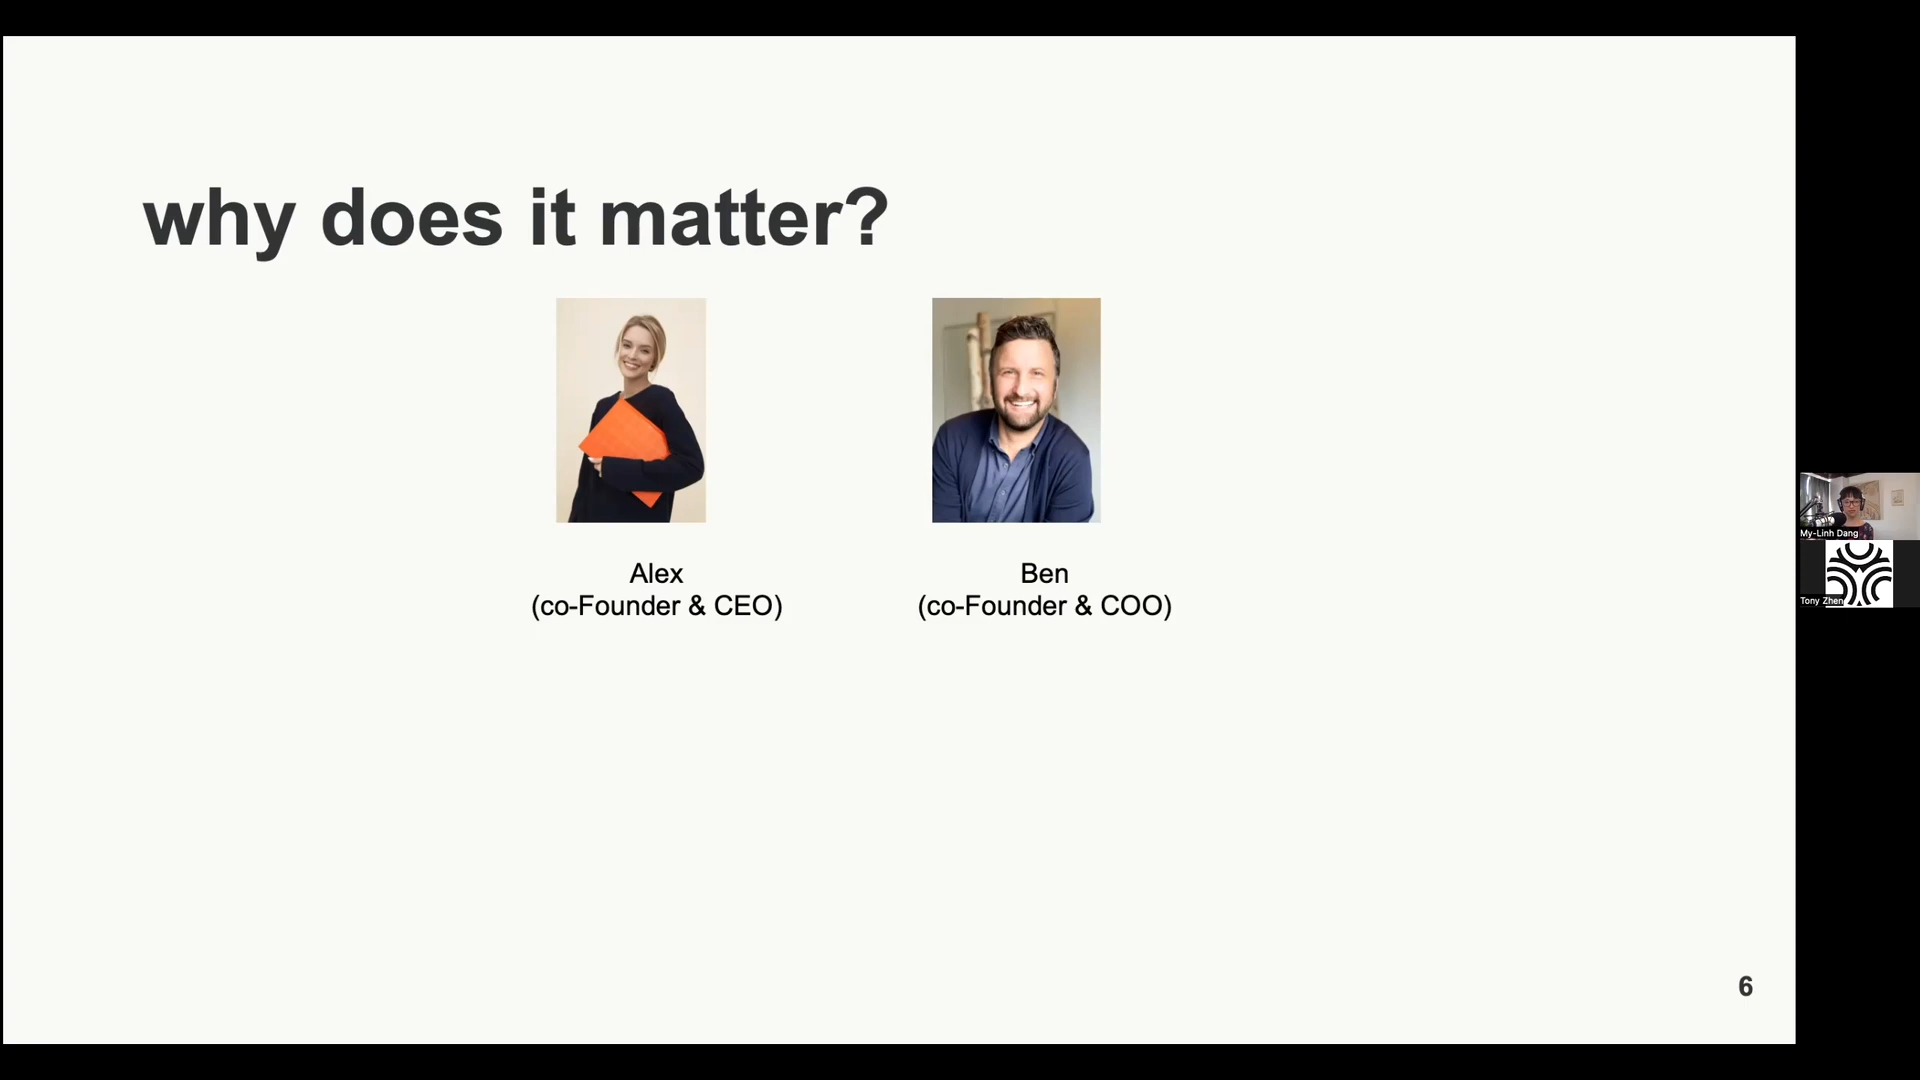 why does it matter?
Alex
(co-Founder & CEO)
Ben
(co-Founder & COO)
My-Linh Dang
Tony Zhen
6